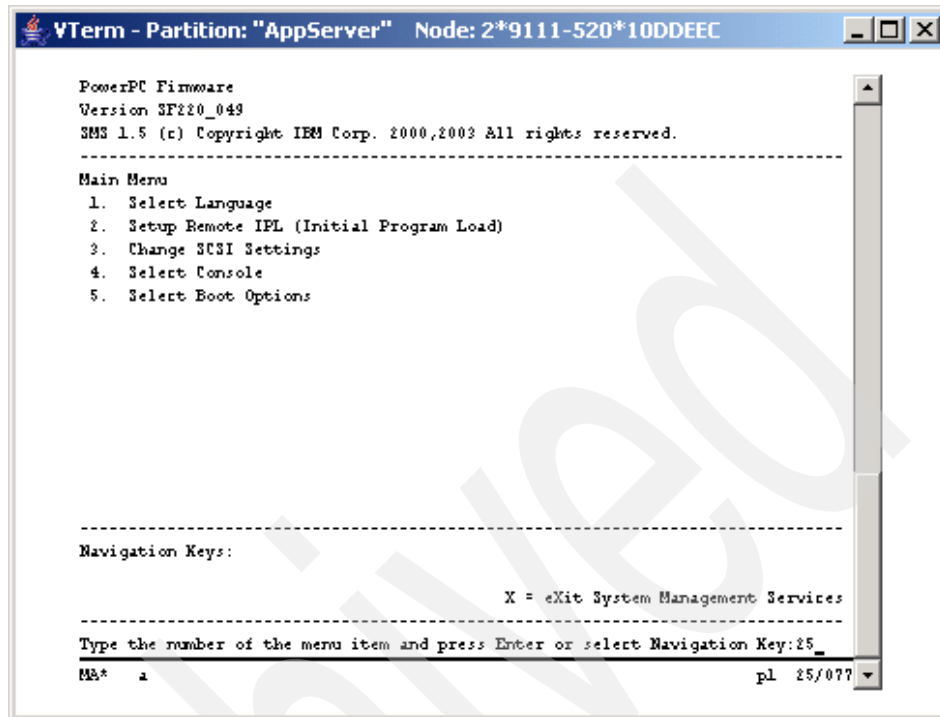 VTerm - Partition: "AppServer" Node: 2*9111-520*10DDEEC
PowerPC Firmware
Version SF220_049
SMS 1.5 (c) Copyright IBM Corp. 2000,2003 All rights reserved.
-------------------------------------------------------------------------------
Main Menu
1. Select Language
2. Setup Remote IPL (Initial Program Load)
3. Change SCSI Settings
4. Select Console
5. Select Boot Options
-------------------------------------------------------------------------------
Navigation Keys:
X = eXit System Management Services
-------------------------------------------------------------------------------
Type the number of the menu item and press Enter or select Navigation Key:25_
MA* a pl 25/077